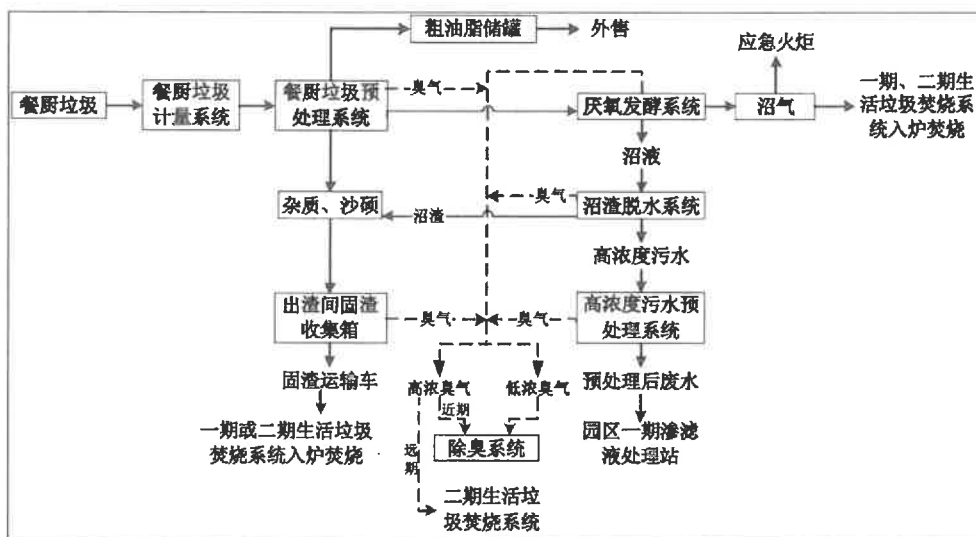 粗油脂储罐
外售
应急火炬
餐厨垃圾
餐厨垃圾
计量系统
餐厨垃圾预
处理系统
臭气
厌氧发酵系统
沼气
一期、二期生
活垃圾焚烧系
统入炉焚烧
沼液
杂质、沙砾
沼渣
臭气
沼渣脱水系统
高浓度污水
出渣间固渣
收集箱
臭气
臭气
高浓度污水预
处理系统
固渣运输车
高浓臭气
低浓臭气
预处理后废水
近期
一期或二期生活垃圾
焚烧系统入炉焚烧
远期
除臭系统
园区一期渗滤
液处理站
二期生活垃
圾焚烧系统